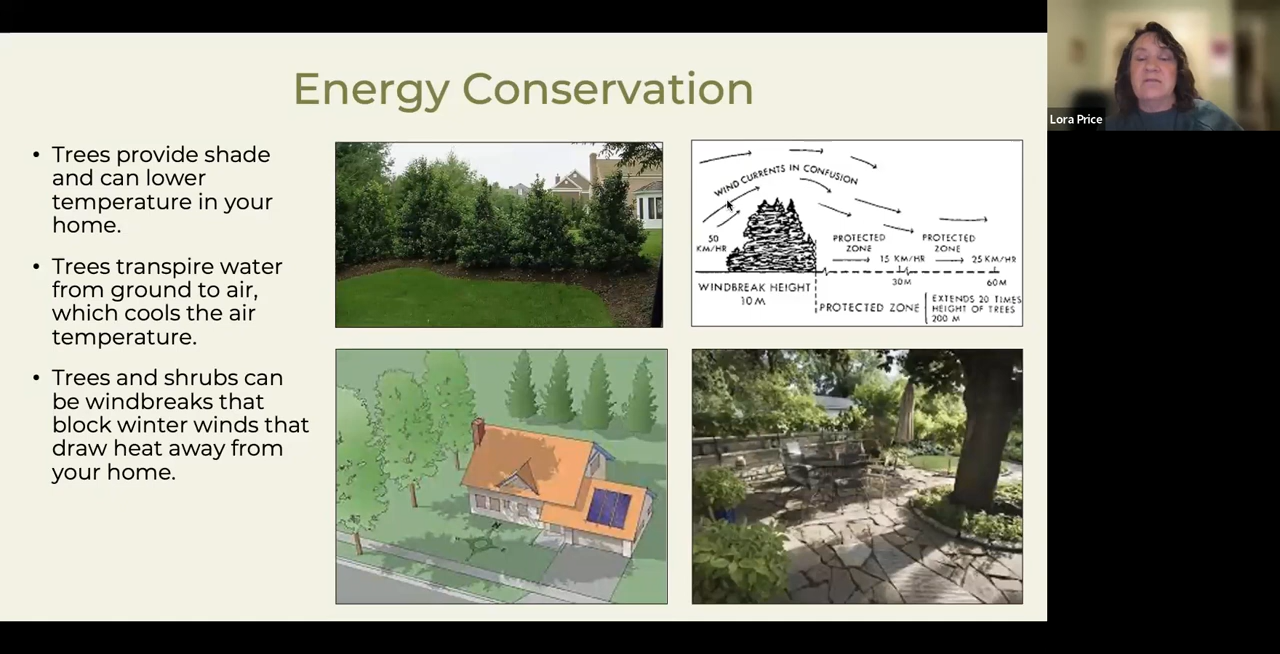 Energy Conservation
• Trees provide shade
and can lower
temperature in your
home.
• Trees transpire water
from ground to air,
which cools the air
temperature.
• Trees and shrubs can
be windbreaks that
block winter winds that
draw heat away from
your home.
WIND CURRENTS IN CONFUSION
50
KM/HR
PROTECTED
ZONE
PROTECTED
ZONE
15 KM/HR
25 KM/HR
30M
60M
WINDBREAK HEIGHT
10M
PROTECTED ZONE
EXTENDS 20 TIMES
HEIGHT OF TREES
200 M
N
Lora Price